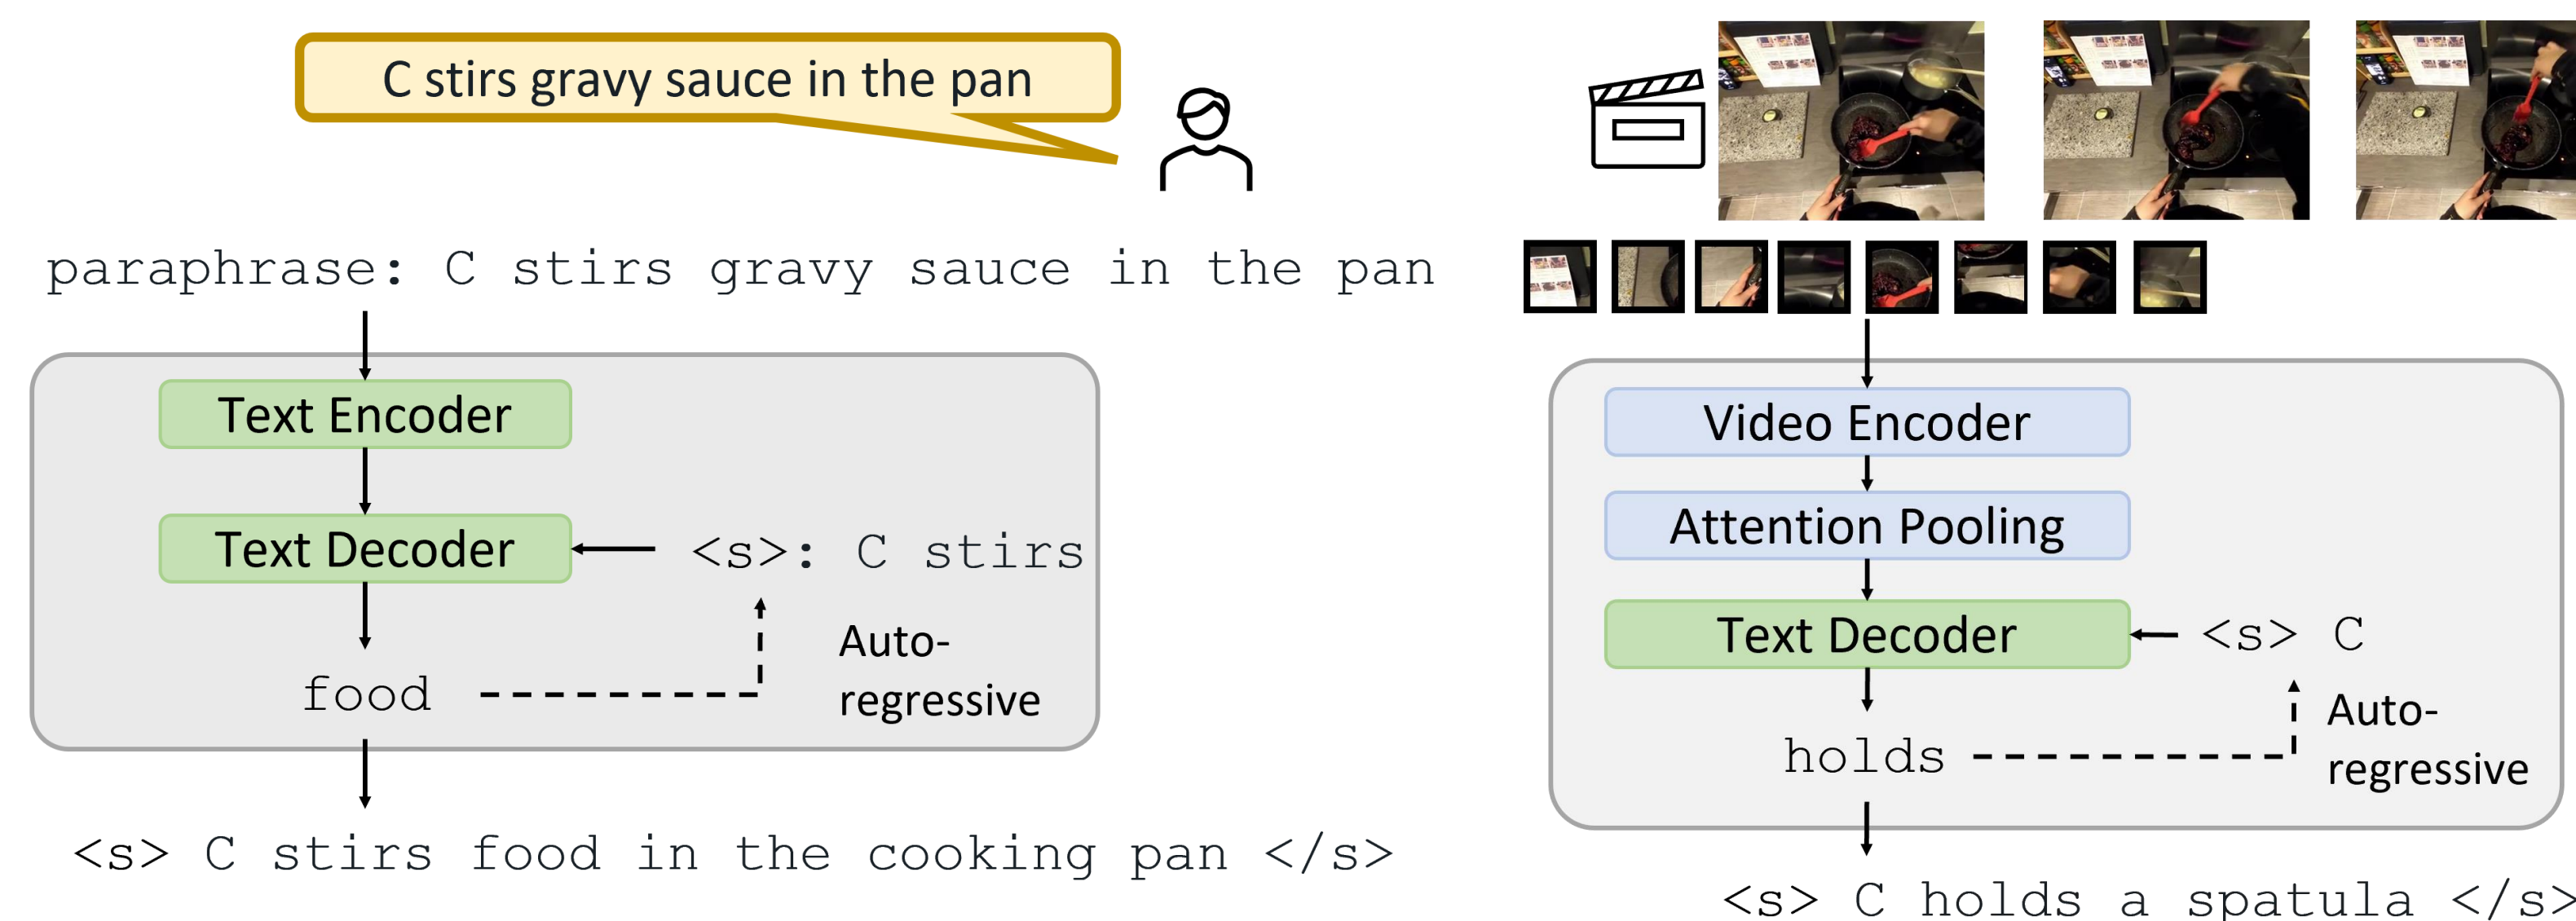 C stirs gravy sauce in the pan
paraphrase: C stirs gravy sauce in the pan
Text Encoder
Text Decoder
<s>: C stirs
food
Auto-
regressive
<s> C stirs food in the cooking pan </s>
Video Encoder
Attention Pooling
Text Decoder
<s> C
holds
Auto-
regressive
<s> C holds a spatula </s>